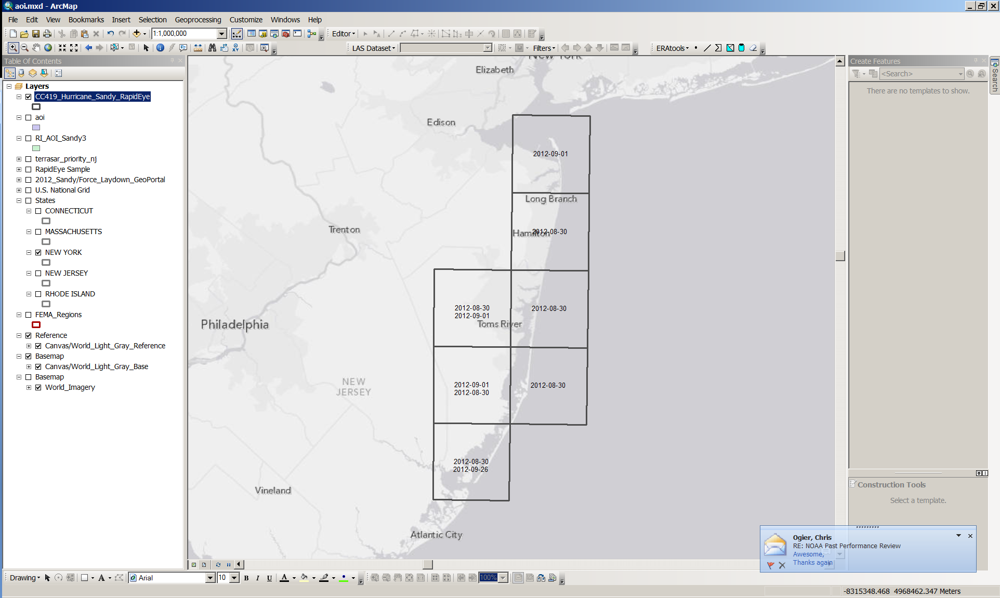 aoi.mxd - ArcMap
File Edit View Bookmarks Insert Selection Geoprocessing Customize Windows Help
1:1,000,000 Editor
LAS Dataset Filters ERAtools
Table Of Contents
Layers
CC419_Hurricane_Sandy_RapidEye
aoi
RI_AOI_Sandy3
terrasar_priority_nj
RapidEye Sample
2012_Sandy/Force_Laydown_GeoPortal
U.S. National Grid
States
CONNECTICUT
MASSACHUSETTS
NEW YORK
NEW JERSEY
RHODE ISLAND
FEMA_Regions
Reference
Canvas/World_Light_Gray_Reference
Basemap
Canvas/World_Light_Gray_Base
Basemap
World_Imagery
New York
Elizabeth
Edison
2012-09-01
Long Branch
Trenton
Hamilton
2012-08-30
2012-08-30
2012-09-01
2012-08-30
Philadelphia
Toms River
NEW
JERSEY
2012-09-01
2012-08-30
2012-08-30
2012-08-30
2012-09-26
Vineland
Atlantic City
Create Features
<Search>
There are no templates to show.
Search
Construction Tools
Select a template.
Ogier, Chris
RE: NOAA Past Performance Review
Awesome,
Thanks again
Drawing A Arial 10 B I U A 100%
-8315348.468 4968462.347 Meters